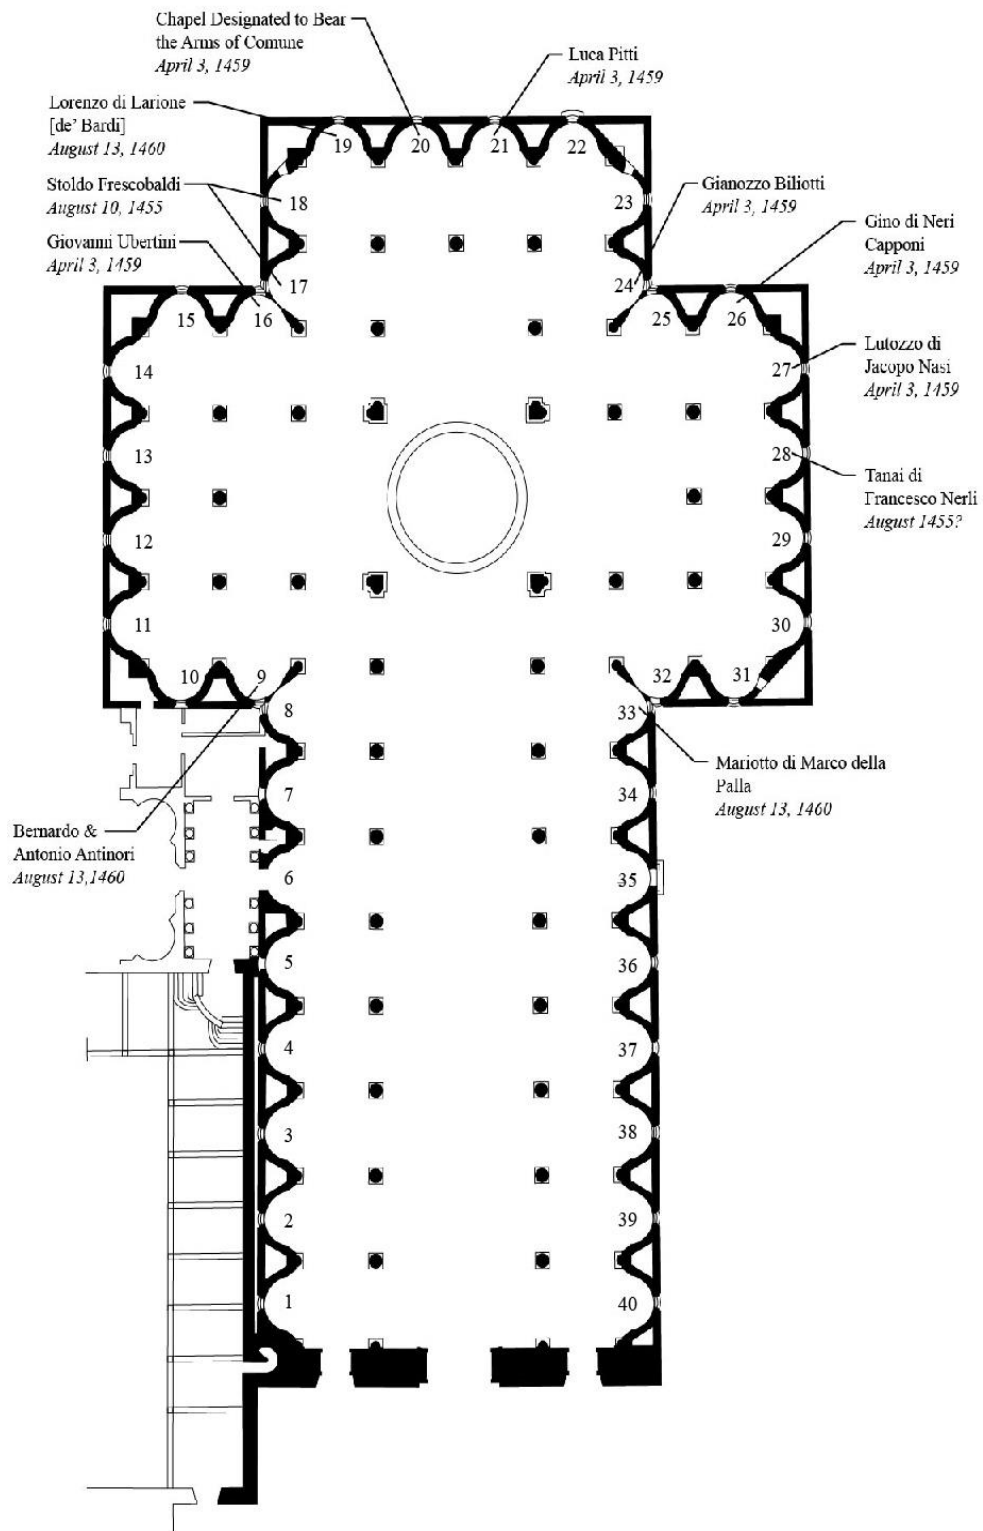 Chapel Designated to Bear
the Arms of Comune
April 3, 1459
Luca Pitti
April 3, 1459
Lorenzo di Larione
[de' Bardi]
August 13, 1460
Stoldo Frescobaldi
August 10, 1455
Giovanni Ubertini
April 3, 1459
Gianozzo Biliotti
April 3, 1459
Gino di Neri
Capponi
April 3, 1459
Lutozzo di
Jacopo Nasi
April 3, 1459
Tanai di
Francesco Nerli
August 1455?
Mariotto di Marco della
Palla
August 13, 1460
Bernardo &
Antonio Antinori
August 13,1460
19 20 21 22
18 23
17 24
15 16 25 26
14 27
13 28
12 29
11 30
10 9 32 31
8 33
7 34
6 35
5 36
4 37
3 38
2 39
1 40